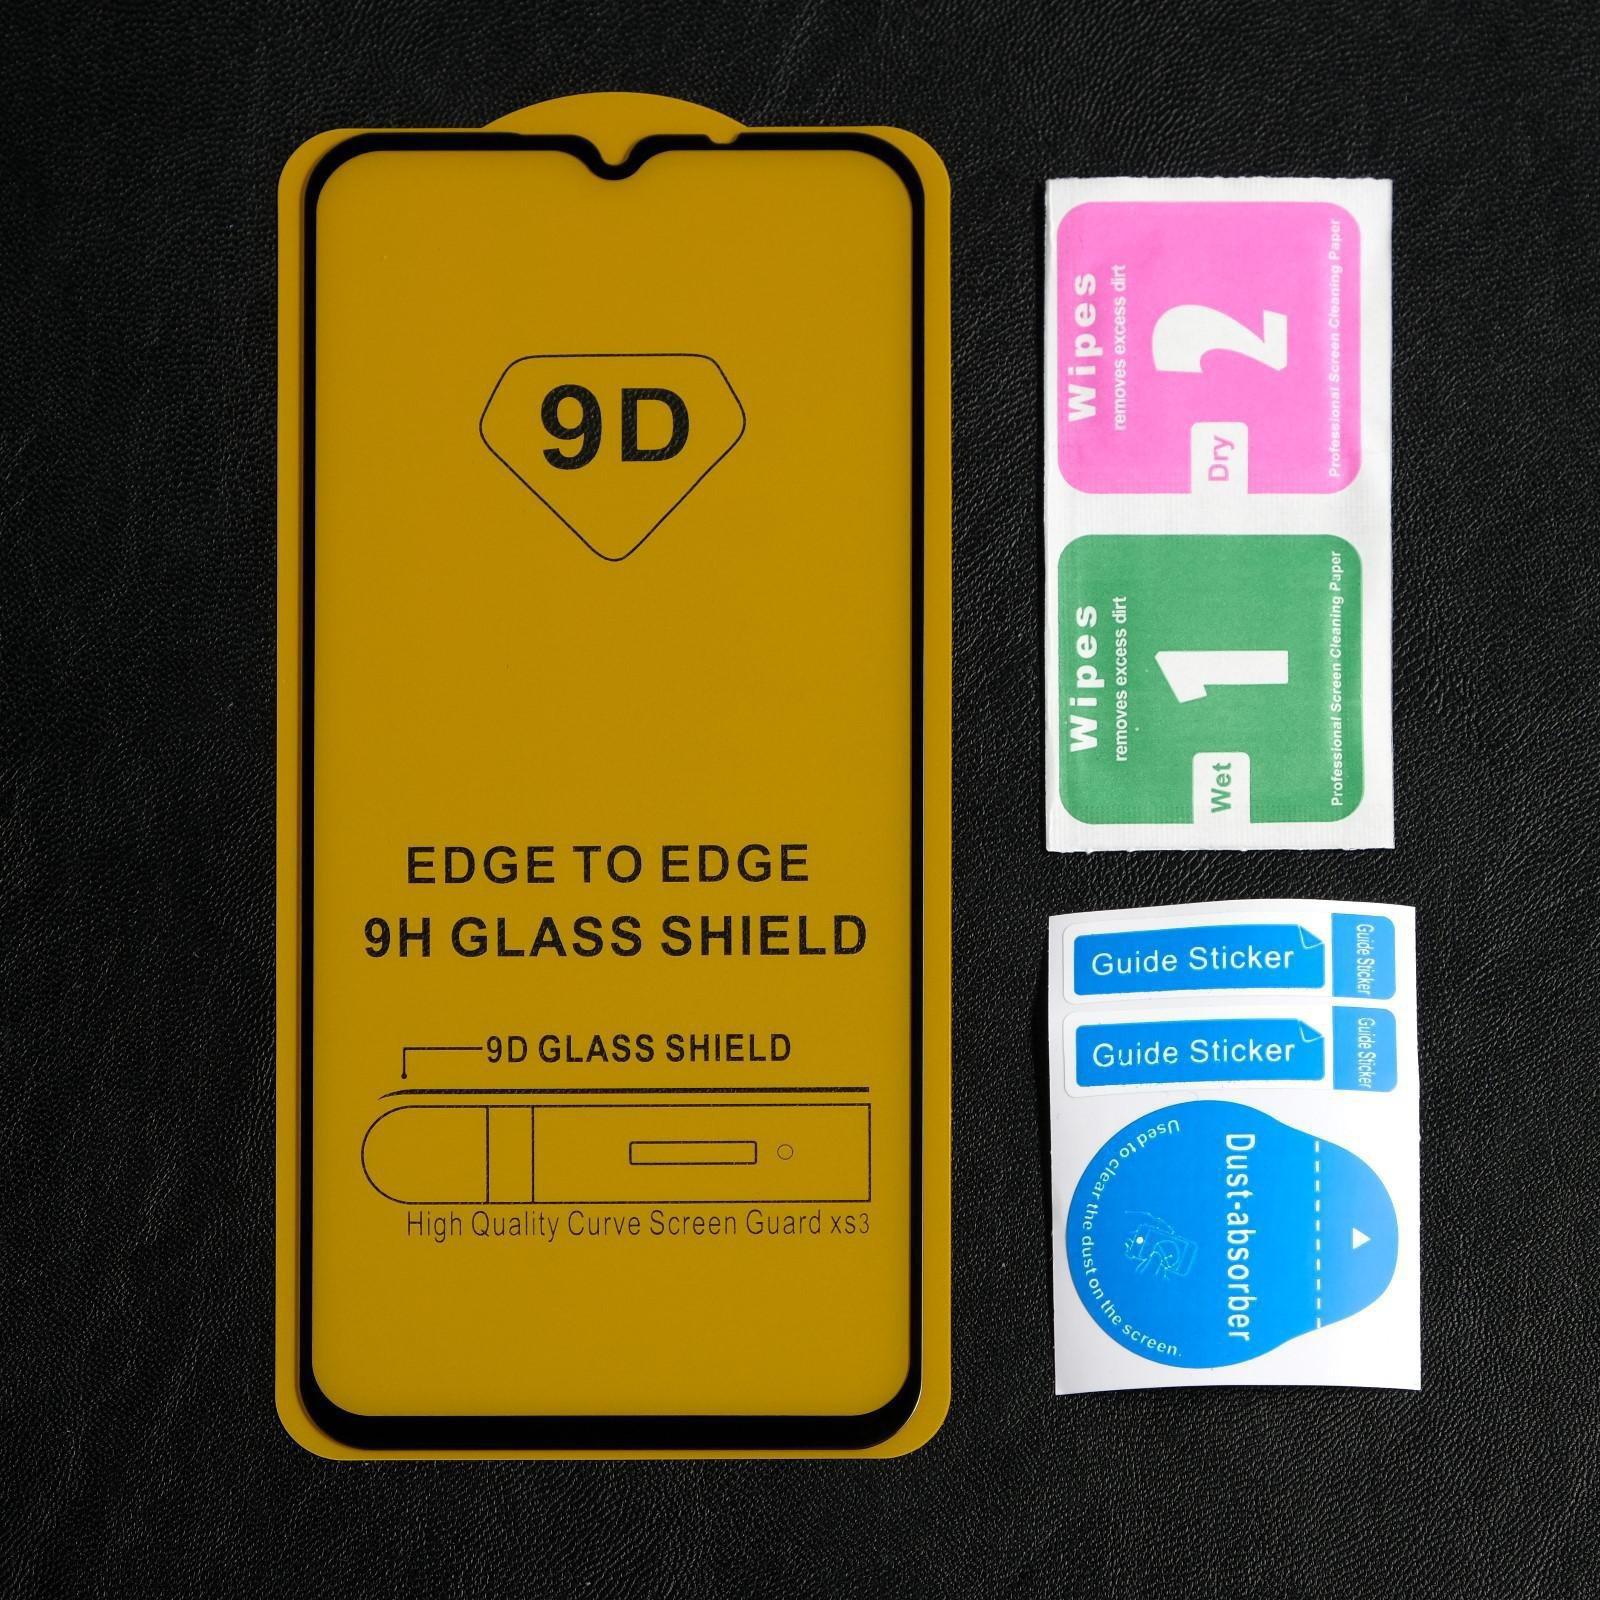 9D
EDGE TO EDGE
9H GLASS SHIELD
9D GLASS SHIELD
High Quality Curve Screen Guard xs3
Wipes
removes excess dirt
2
Dry
Professional Screen Cleaning Paper
Wipes
removes excess dirt
1
Wet
Professional Screen Cleaning Paper
Guide Sticker
Guide Sticker
Guide Sticker
Guide Sticker
Dust-absorber
Used to clear the dust on the screen.